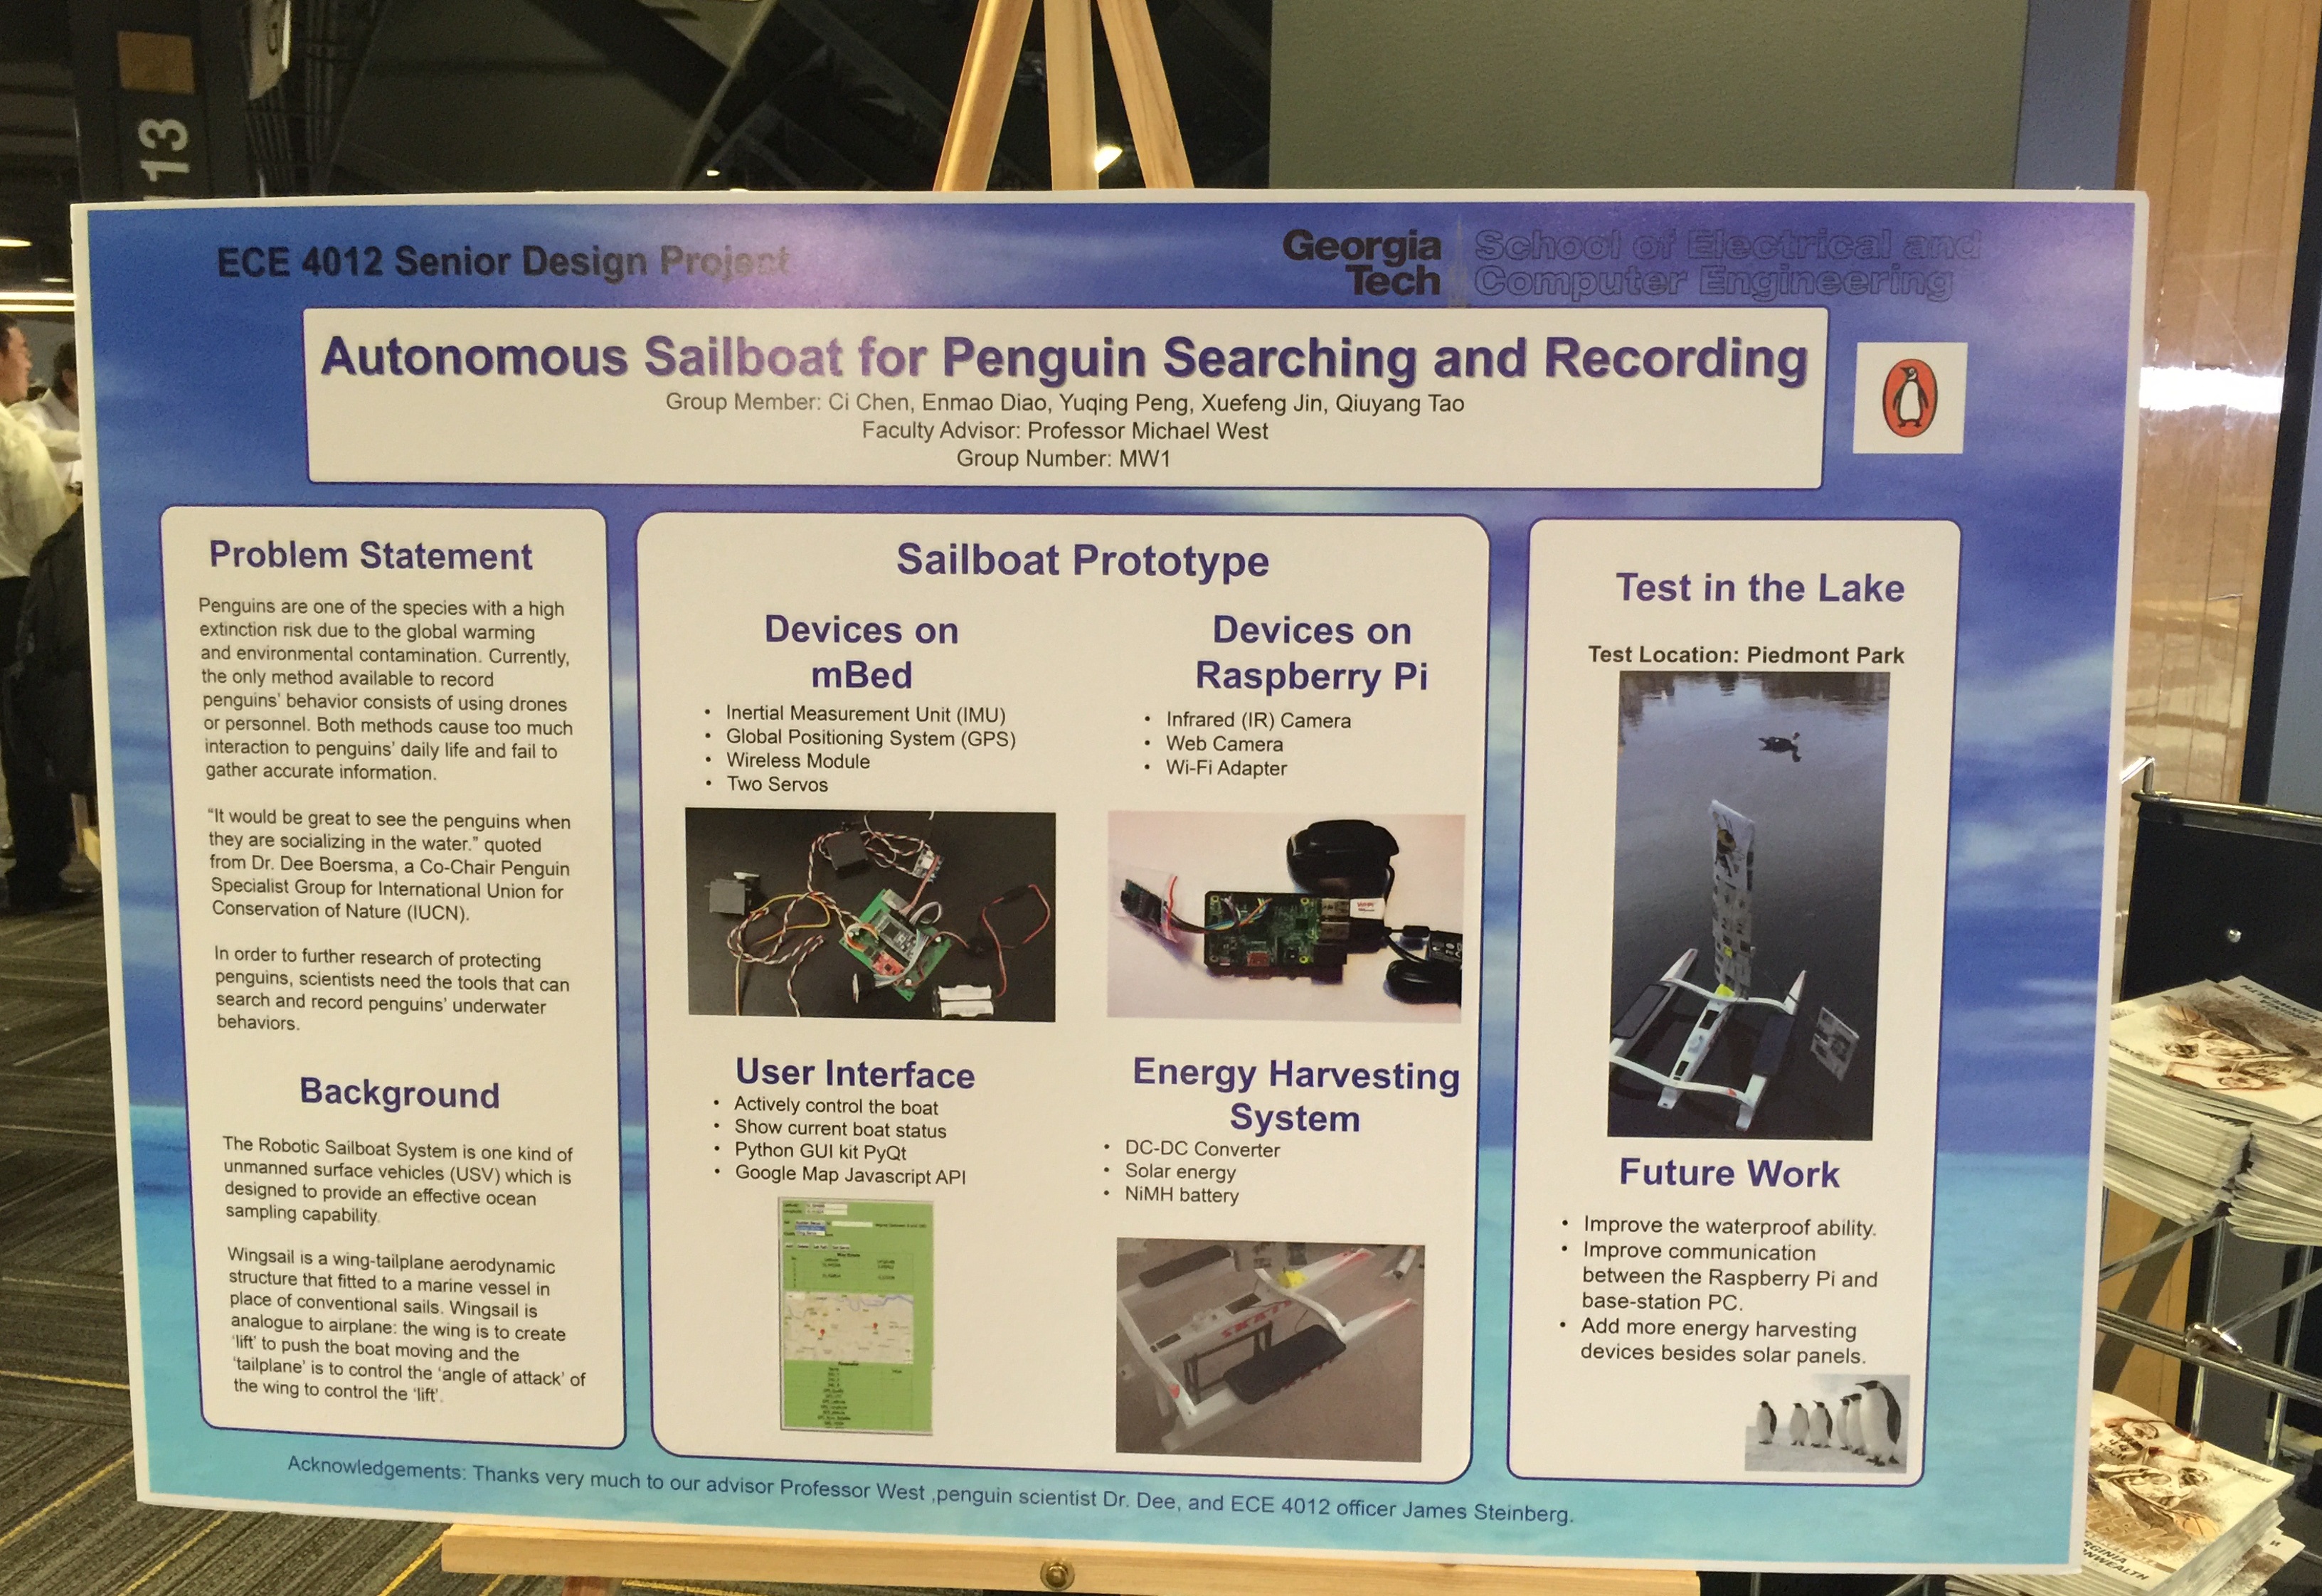 13
ECE 4012 Senior Design Project
Georgia
Tech
School of Electrical and
Computer Engineering
Autonomous Sailboat for Penguin Searching and Recording
Group Member: Ci Chen, Enmao Diao, Yuqing Peng, Xuefeng Jin, Qiuyang Tao
Faculty Advisor: Professor Michael West
Group Number: MW1
Problem Statement
Penguins are one of the species with a high
extinction risk due to the global warming
and environmental contamination. Currently,
the only method available to record
penguins' behavior consists of using drones
or personnel. Both methods cause too much
interaction to penguins' daily life and fail to
gather accurate information.
“It would be great to see the penguins when
they are socializing in the water.” quoted
from Dr. Dee Boersma, a Co-Chair Penguin
Specialist Group for International Union for
Conservation of Nature (IUCN).
In order to further research of protecting
penguins, scientists need the tools that can
search and record penguins' underwater
behaviors.
Background
The Robotic Sailboat System is one kind of
unmanned surface vehicles (USV) which is
designed to provide an effective ocean
sampling capability.
Wingsail is a wing-tailplane aerodynamic
structure that fitted to a marine vessel in
place of conventional sails. Wingsail is
analogue to airplane: the wing is to create
‘lift’ to push the boat moving and the
‘tailplane’ is to control the ‘angle of attack’ of
the wing to control the ‘lift’.
Sailboat Prototype
Devices on
mBed
• Inertial Measurement Unit (IMU)
• Global Positioning System (GPS)
• Wireless Module
• Two Servos
Devices on
Raspberry Pi
• Infrared (IR) Camera
• Web Camera
• Wi-Fi Adapter
User Interface
• Actively control the boat
• Show current boat status
• Python GUI kit PyQt
• Google Map Javascript API
Energy Harvesting
System
• DC-DC Converter
• Solar energy
• NiMH battery
Test in the Lake
Test Location: Piedmont Park
Future Work
• Improve the waterproof ability.
• Improve communication
between the Raspberry Pi and
base-station PC.
• Add more energy harvesting
devices besides solar panels.
Acknowledgements: Thanks very much to our advisor Professor West ,penguin scientist Dr. Dee, and ECE 4012 officer James Steinberg.